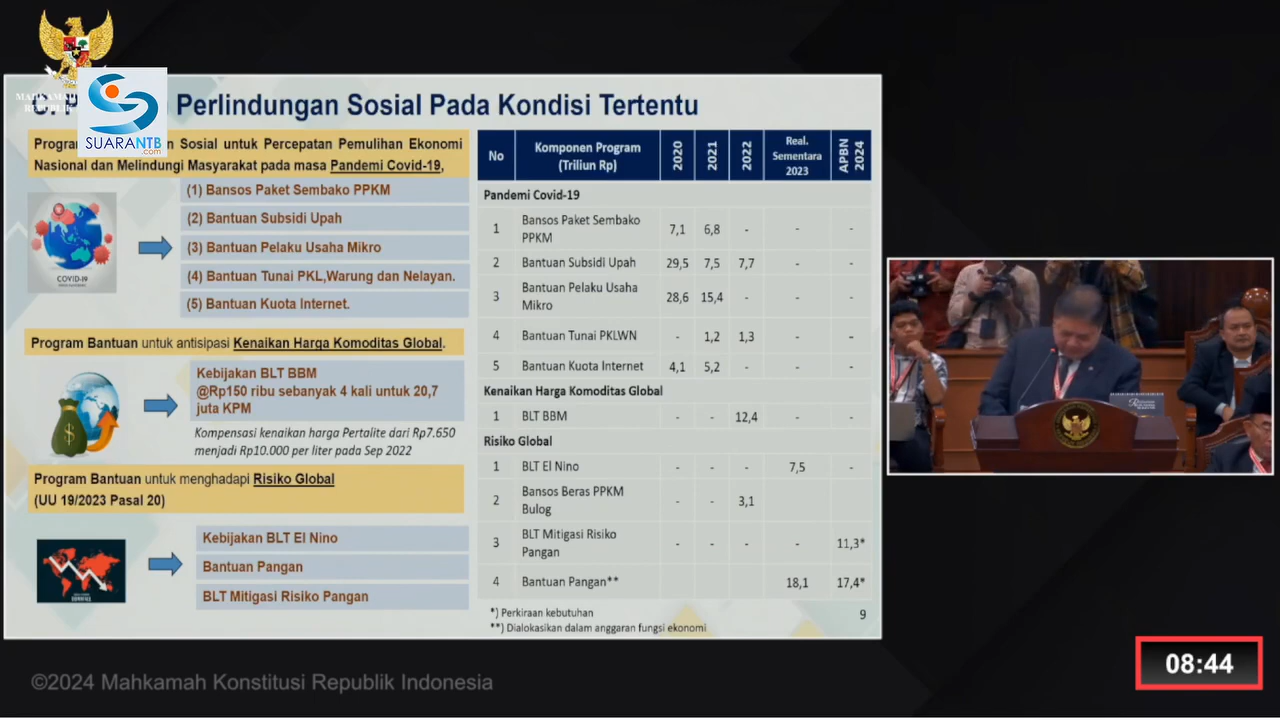 MAHKAMAH
REPUBLIK
SUARANTB
.com
Perlindungan Sosial Pada Kondisi Tertentu
Sosial untuk Percepatan Pemulihan Ekonomi
Nasional dan Melindungi Masyarakat pada masa Pandemi Covid-19,
(1) Bansos Paket Sembako PPKM
(2) Bantuan Subsidi Upah
(3) Bantuan Pelaku Usaha Mikro
(4) Bantuan Tunai PKL,Warung dan Nelayan.
(5) Bantuan Kuota Internet.
COVID-19
Program Bantuan untuk antisipasi Kenaikan Harga Komoditas Global.
Kebijakan BLT BBM
@Rp150 ribu sebanyak 4 kali untuk 20,7
juta KPM
Kompensasi kenaikan harga Pertalite dari Rp7.650
menjadi Rp10.000 per liter pada Sep 2022
Program Bantuan untuk menghadapi Risiko Global
(UU 19/2023 Pasal 20)
Kebijakan BLT El Nino
Bantuan Pangan
BLT Mitigasi Risiko Pangan
No Komponen Program (Triliun Rp) 2020 2021 2022 Real. Sementara 2023 APBN 2024
Pandemi Covid-19
1 Bansos Paket Sembako PPKM 7,1 6,8 - - -
2 Bantuan Subsidi Upah 29,5 7,5 7,7 - -
3 Bantuan Pelaku Usaha Mikro 28,6 15,4 - - -
4 Bantuan Tunai PKLWN - 1,2 1,3 - -
5 Bantuan Kuota Internet 4,1 5,2 - - -
Kenaikan Harga Komoditas Global
1 BLT BBM - - 12,4 - -
Risiko Global
1 BLT El Nino - - - 7,5 -
2 Bansos Beras PPKM Bulog - - 3,1
3 BLT Mitigasi Risiko Pangan - - - - 11,3*
4 Bantuan Pangan** 18,1 17,4*
*) Perkiraan kebutuhan
**) Dialokasikan dalam anggaran fungsi ekonomi
9
08:44
©2024 Mahkamah Konstitusi Republik Indonesia